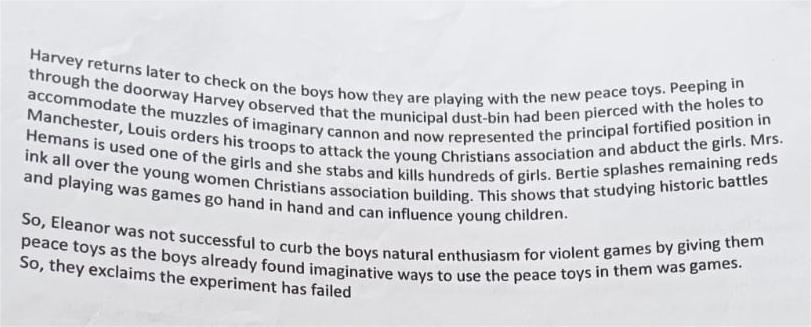 Harvey returns later to check on the boys how they are playing with the new peace toys. Peeping in
through the doorway Harvey observed that the municipal dust-bin had been pierced with the holes to
accommodate the muzzles of imaginary cannon and now represented the principal fortified position in
Manchester, Louis orders his troops to attack the young Christians association and abduct the girls. Mrs.
Hemans is used one of the girls and she stabs and kills hundreds of girls. Bertie splashes remaining reds
ink all over the young women Christians association building. This shows that studying historic battles
and playing was games go hand in hand and can influence young children.
So, Eleanor was not successful to curb the boys natural enthusiasm for violent games by giving them
peace toys as the boys already found imaginative ways to use the peace toys in them was games.
So, they exclaims the experiment has failed